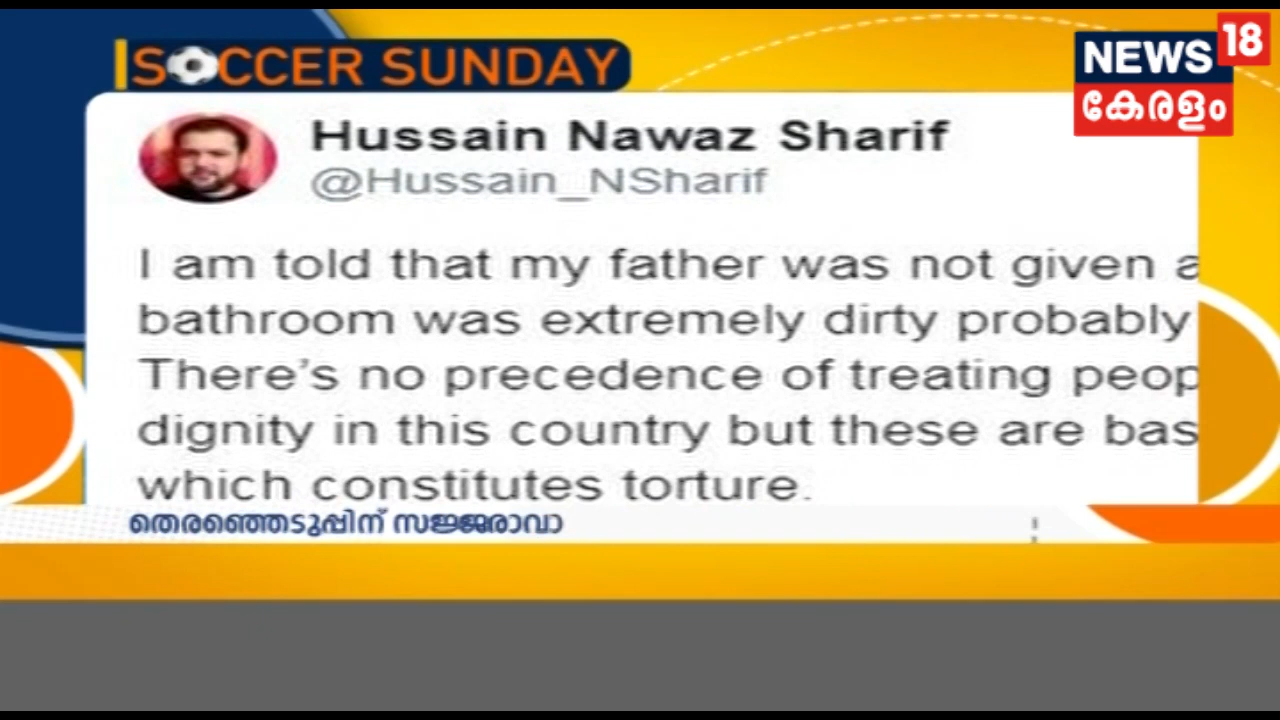 SOCCER SUNDAY
NEWS 18
കേരളം
Hussain Nawaz Sharif
@Hussain_NSharif
I am told that my father was not given a
bathroom was extremely dirty probably
There's no precedence of treating peop
dignity in this country but these are bas
which constitutes torture.
തെരഞ്ഞെടുപ്പിന് സജ്ജരാവാ